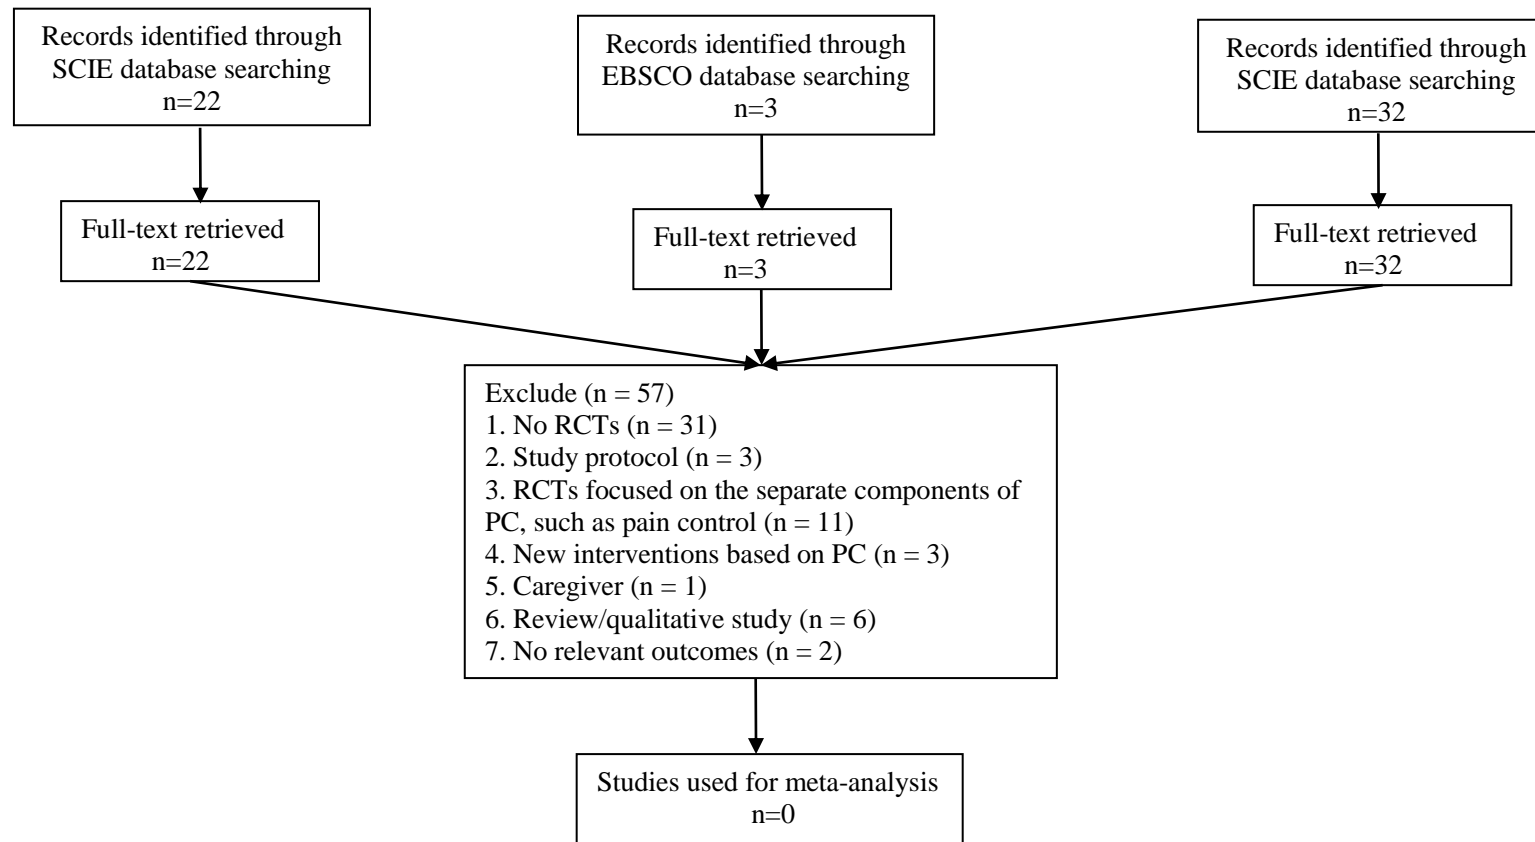 Records identified through
SCIE database searching
n=22
Records identified through
EBSCO database searching
n=3
Records identified through
SCIE database searching
n=32
Full-text retrieved
n=22
Full-text retrieved
n=3
Full-text retrieved
n=32
Exclude (n = 57)
1. No RCTs (n = 31)
2. Study protocol (n = 3)
3. RCTs focused on the separate components of
PC, such as pain control (n = 11)
4. New interventions based on PC (n = 3)
5. Caregiver (n = 1)
6. Review/qualitative study (n = 6)
7. No relevant outcomes (n = 2)
Studies used for meta-analysis
n=0